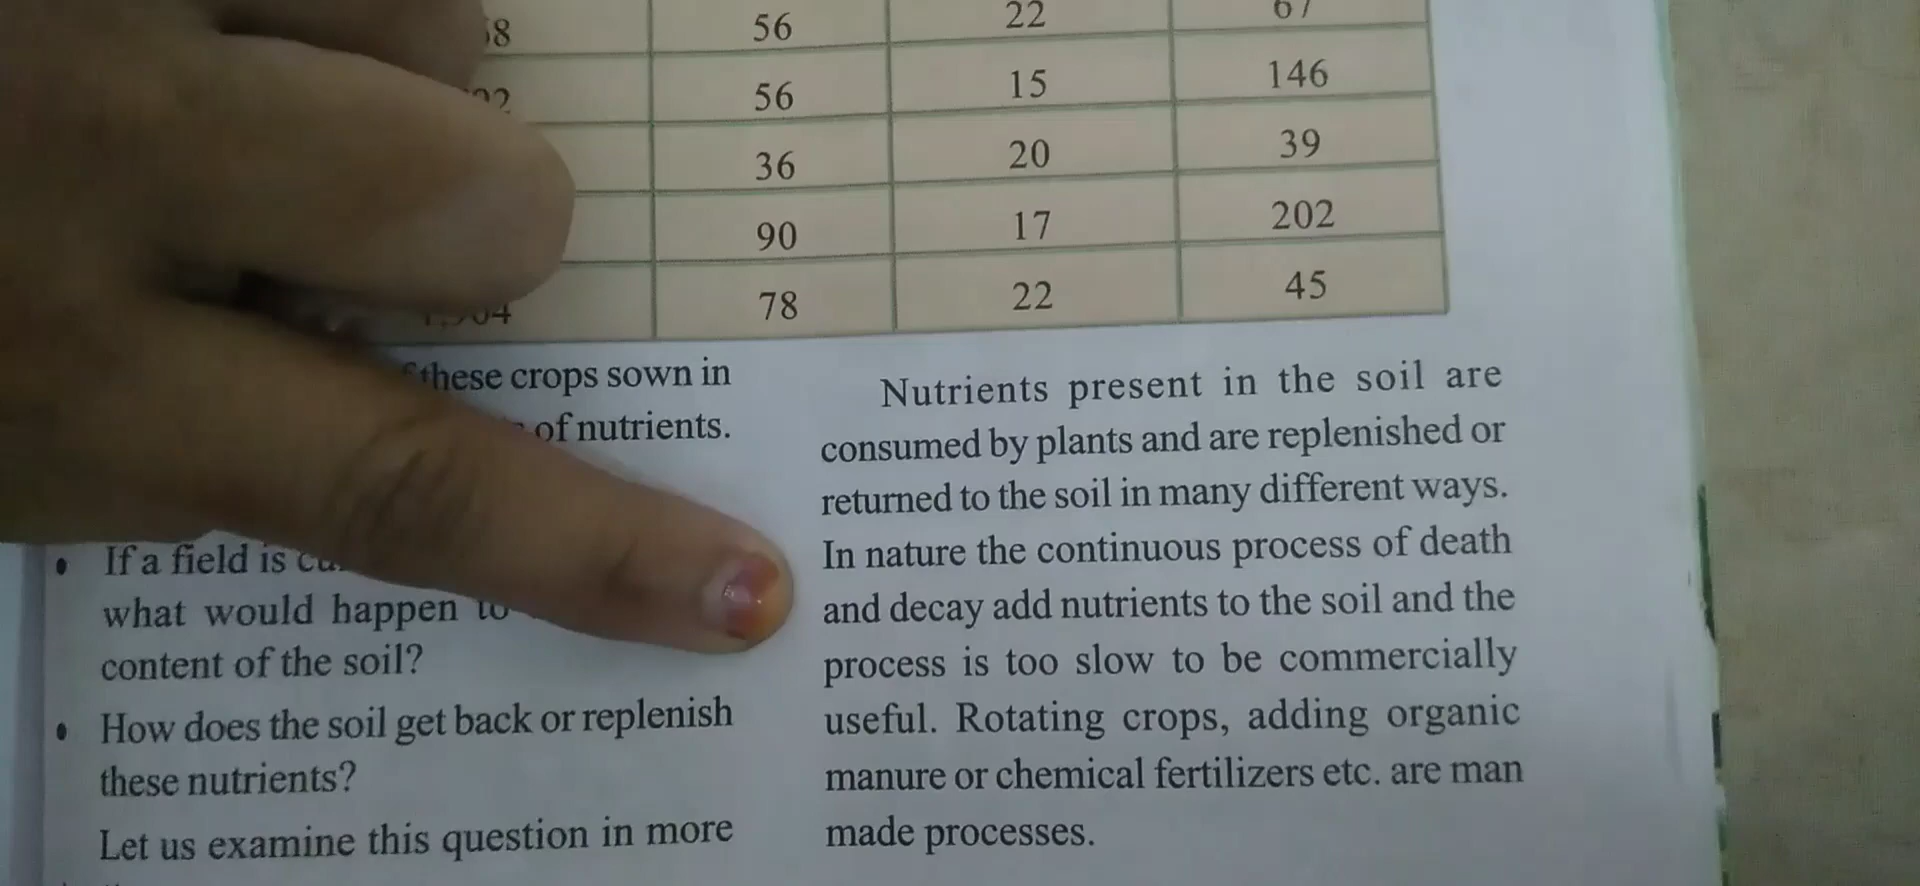 56 22
56 15 146
36 20 39
90 17 202
78 22 45
these crops sown in
of nutrients.
If a field is
what would happen to
content of the soil?
• How does the soil get back or replenish
these nutrients?
Let us examine this question in more
Nutrients present in the soil are
consumed by plants and are replenished or
returned to the soil in many different ways.
In nature the continuous process of death
and decay add nutrients to the soil and the
process is too slow to be commercially
useful. Rotating crops, adding organic
manure or chemical fertilizers etc. are man
made processes.